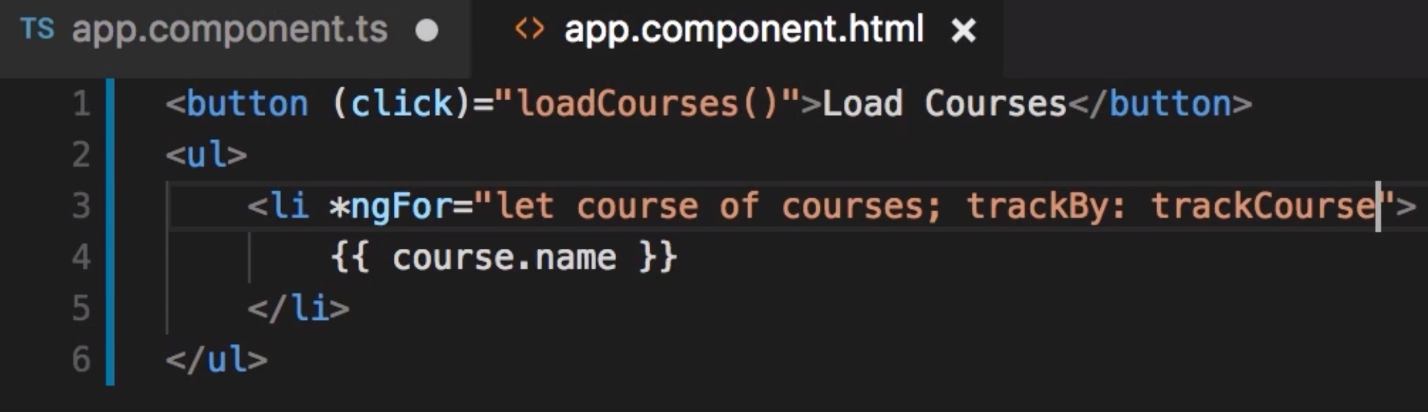 TS app.component.ts ● <> app.component.html ×
1 <button (click)="loadCourses()">Load Courses</button>
2 <ul>
3 <li *ngFor="let course of courses; trackBy: trackCourse">
4 {{ course.name }}
5 </li>
6 </ul>